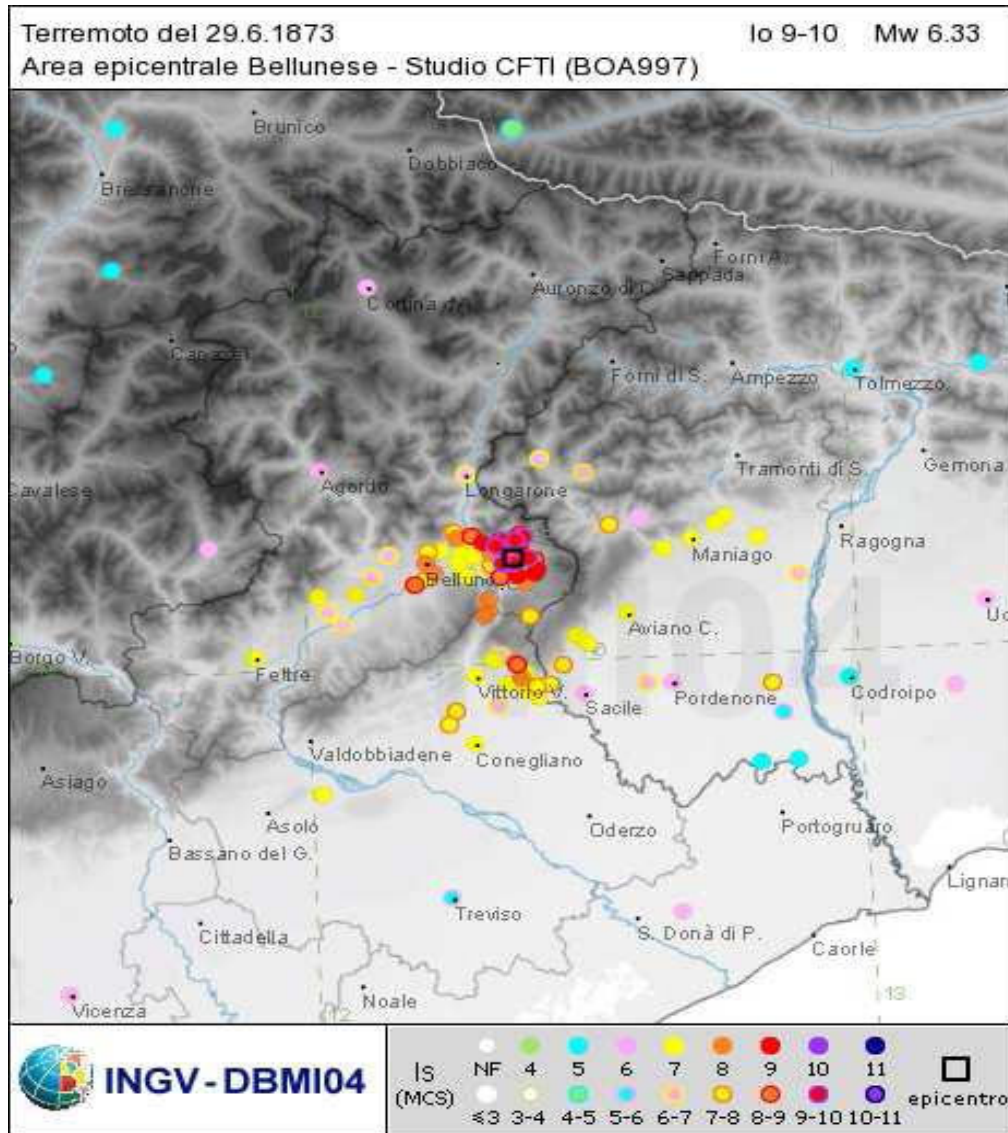 Terremoto del 29.6.1873 Io 9-10 Mw 6.33
Area epicentrale Bellunese - Studio CFTI (BOA997)
Brunico
Dobbiaco
Bressanone
Forni A.
Sappada
Auronzo di C.
Cortina d'A.
Canazei
Forni di S.
Ampezzo
Tolmezzo
Tramonti di S.
Gemona
Cavalese
Agordo
Longarone
Maniago
Ragogna
Belluno
Aviano C.
Borgo V.
Feltre
Vittorio V.
Sacile
Pordenone
Codroipo
Valdobbiadene
Conegliano
Asiago
Asolo
Oderzo
Portogruaro
Bassano del G.
Lignan
Treviso
Cittadella
S. Donà di P.
Caorle
Vicenza
Noale
12
13
INGV - DBMI04
Is
(MCS)
NF 4 5 6 7 8 9 10 11
≤3 3-4 4-5 5-6 6-7 7-8 8-9 9-10 10-11
epicentro